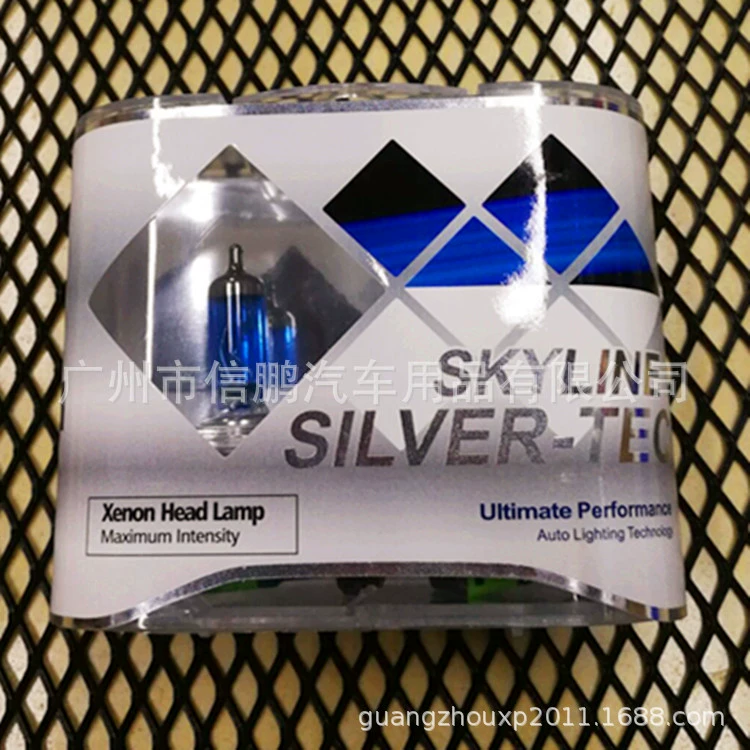 SKYLINE
SILVER-TEC
广州市信鹏汽车用品有限公司
Xenon Head Lamp
Maximum Intensity
Ultimate Performance
Auto Lighting Technology
guangzhouxp2011.1688.com